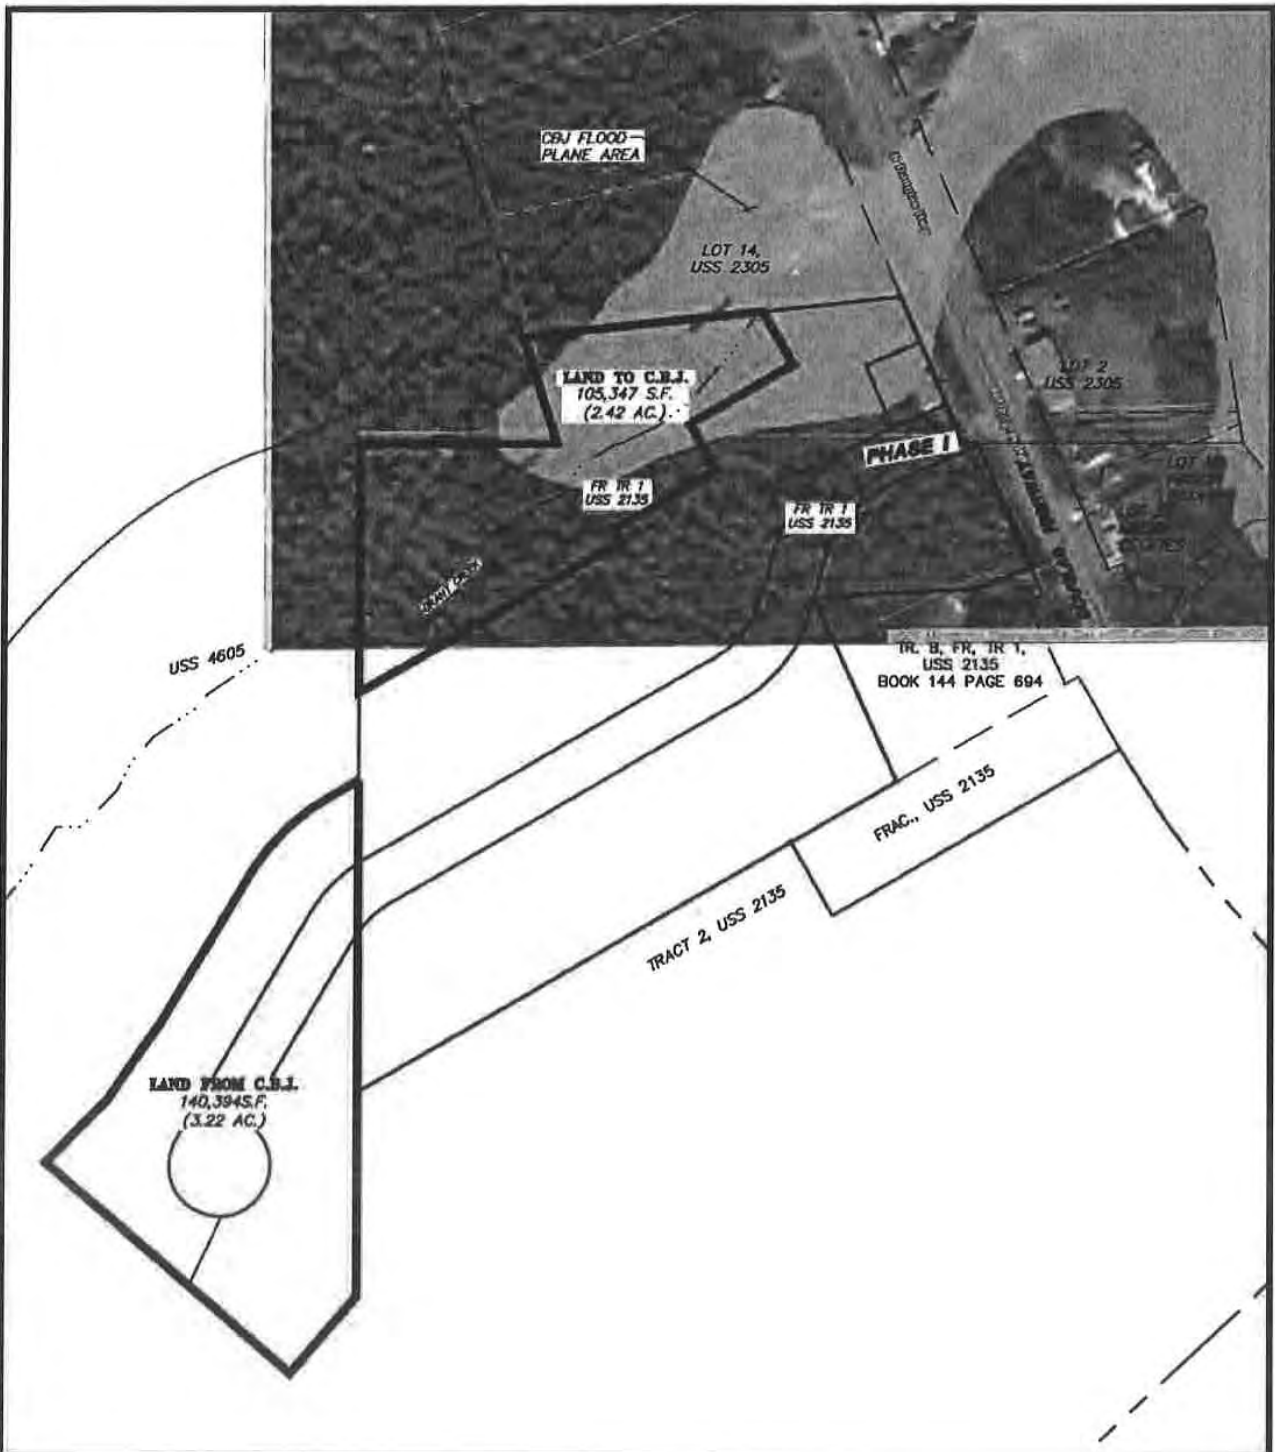 CBJ FLOOD
PLANE AREA
LOT 14,
USS 2305
LAND TO C.B.J.
105,347 S.F.
(2.42 AC.)
LOT 2
USS 2305
PHASE I
FR TR 1
USS 2135
FR TR 1
USS 2135
LOT
USS 4605
TR. B, FR, TR 1,
USS 2135
BOOK 144 PAGE 694
FRAC., USS 2135
TRACT 2, USS 2135
LAND FROM C.B.J.
140,394S.F.
(3.22 AC.)